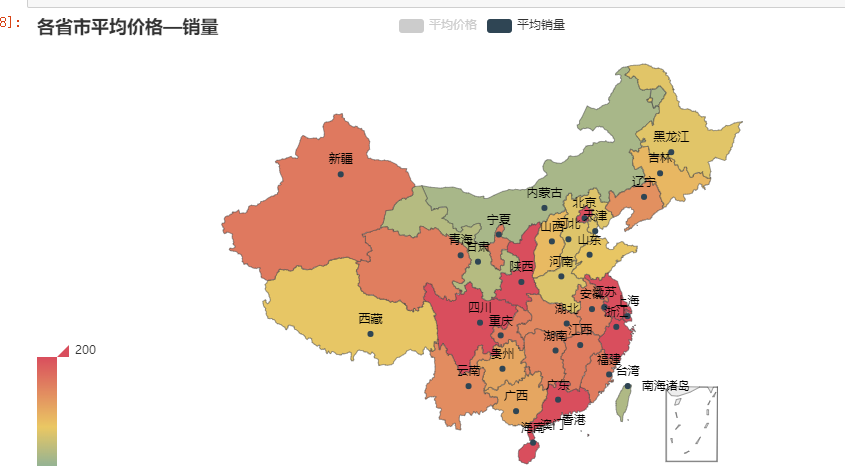 8]:
各省市平均价格—销量
平均价格
平均销量
黑龙江
吉林
新疆
辽宁
内蒙古
北京
天津
宁夏
河北
山西
青海
山东
甘肃
河南
陕西
江苏
安徽
上海
四川
湖北
浙江
西藏
重庆
江西
湖南
200
贵州
福建
云南
台湾
广东
南海诸岛
广西
香港
澳门
海南